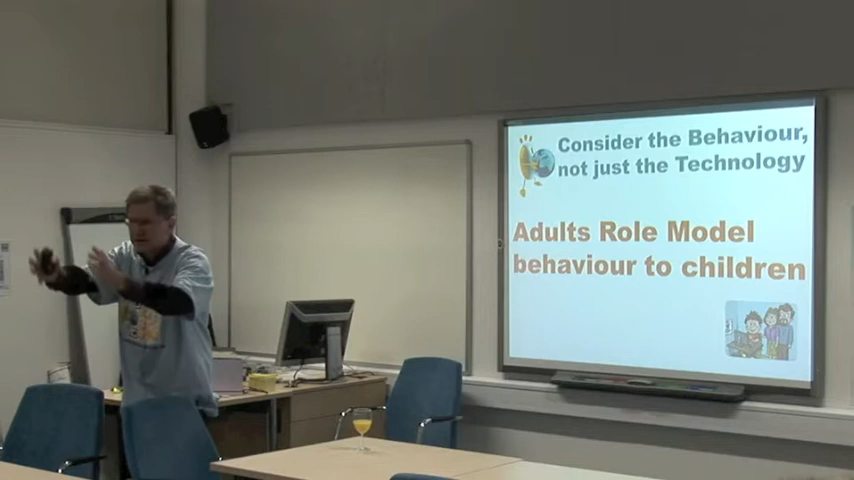 Consider the Behaviour,
not just the Technology
Adults Role Model
behaviour to children